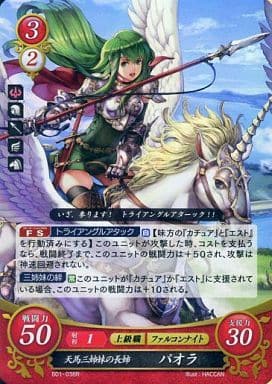 3
2
いざ、参ります！ トライアングルアターック!!
FS トライアングルアタック 【味方の「カチュア」と「エスト」
を行動済みにする】このユニットが攻撃した時、コストを支払うな
ら、戦闘終了まで、このユニットの戦闘力は＋50され、攻撃は
神速回避されない。
三姉妹の絆 このユニットが「カチュア」か「エスト」に支援されてい
る場合、このユニットの戦闘力は＋10される。
戦闘力
50
射程 1 上級職 ファルコンナイト
支援力
30
天馬三姉妹の長姉 パオラ
B01-036R
Illust：HACCAN